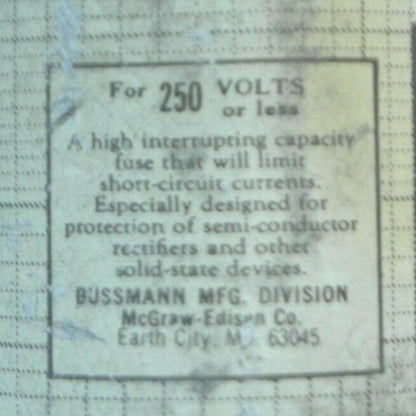 For 250 VOLTS
or less
A high interrupting capacity
fuse that will limit
short-circuit currents.
Especially designed for
protection of semi-conductor
rectifiers and other
solid-state devices.
BUSSMANN MFG. DIVISION
McGraw-Edison Co.
Earth City, 63045